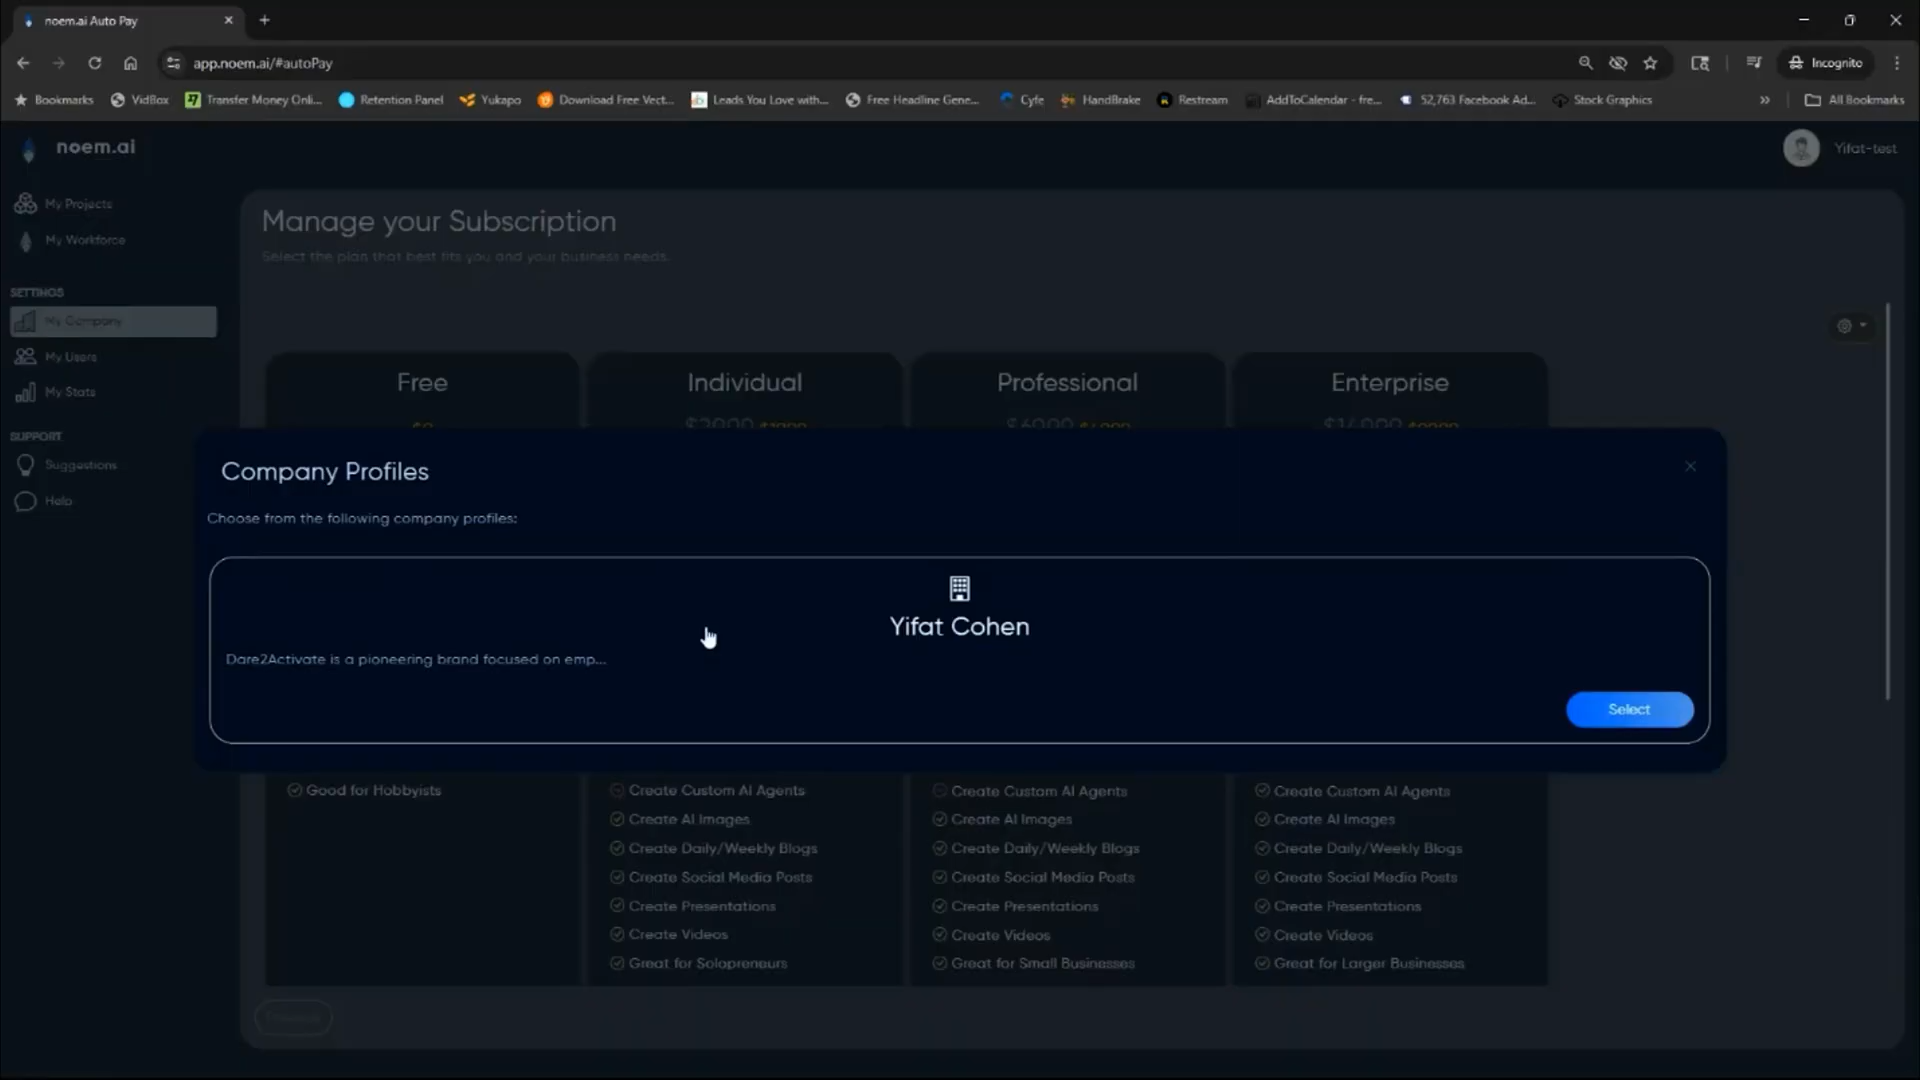 noem.ai Auto Pay
app.noem.ai/#autoPay
Incognito
Bookmarks
VidBox
Transfer Money Onli...
Retention Panel
Yukapo
Download Free Vect...
Leads You Love with...
Free Headline Gene...
Cyfe
HandBrake
Restream
AddToCalendar - fre...
52,763 Facebook Ad...
Stock Graphics
All Bookmarks
noem.ai
Yifat-test
My Projects
My Workforce
SETTINGS
My Company
My Users
My Stats
SUPPORT
Suggestions
Help
Manage your Subscription
Select the plan that best fits you and your business needs.
Free
Individual
Professional
Enterprise
Company Profiles
Choose from the following company profiles:
Yifat Cohen
Dare2Activate is a pioneering brand focused on emp...
Select
Good for Hobbyists
Create Custom AI Agents
Create AI Images
Create Daily/Weekly Blogs
Create Social Media Posts
Create Presentations
Create Videos
Great for Solopreneurs
Create Custom AI Agents
Create AI Images
Create Daily/Weekly Blogs
Create Social Media Posts
Create Presentations
Create Videos
Great for Small Businesses
Create Custom AI Agents
Create AI Images
Create Daily/Weekly Blogs
Create Social Media Posts
Create Presentations
Create Videos
Great for Larger Businesses